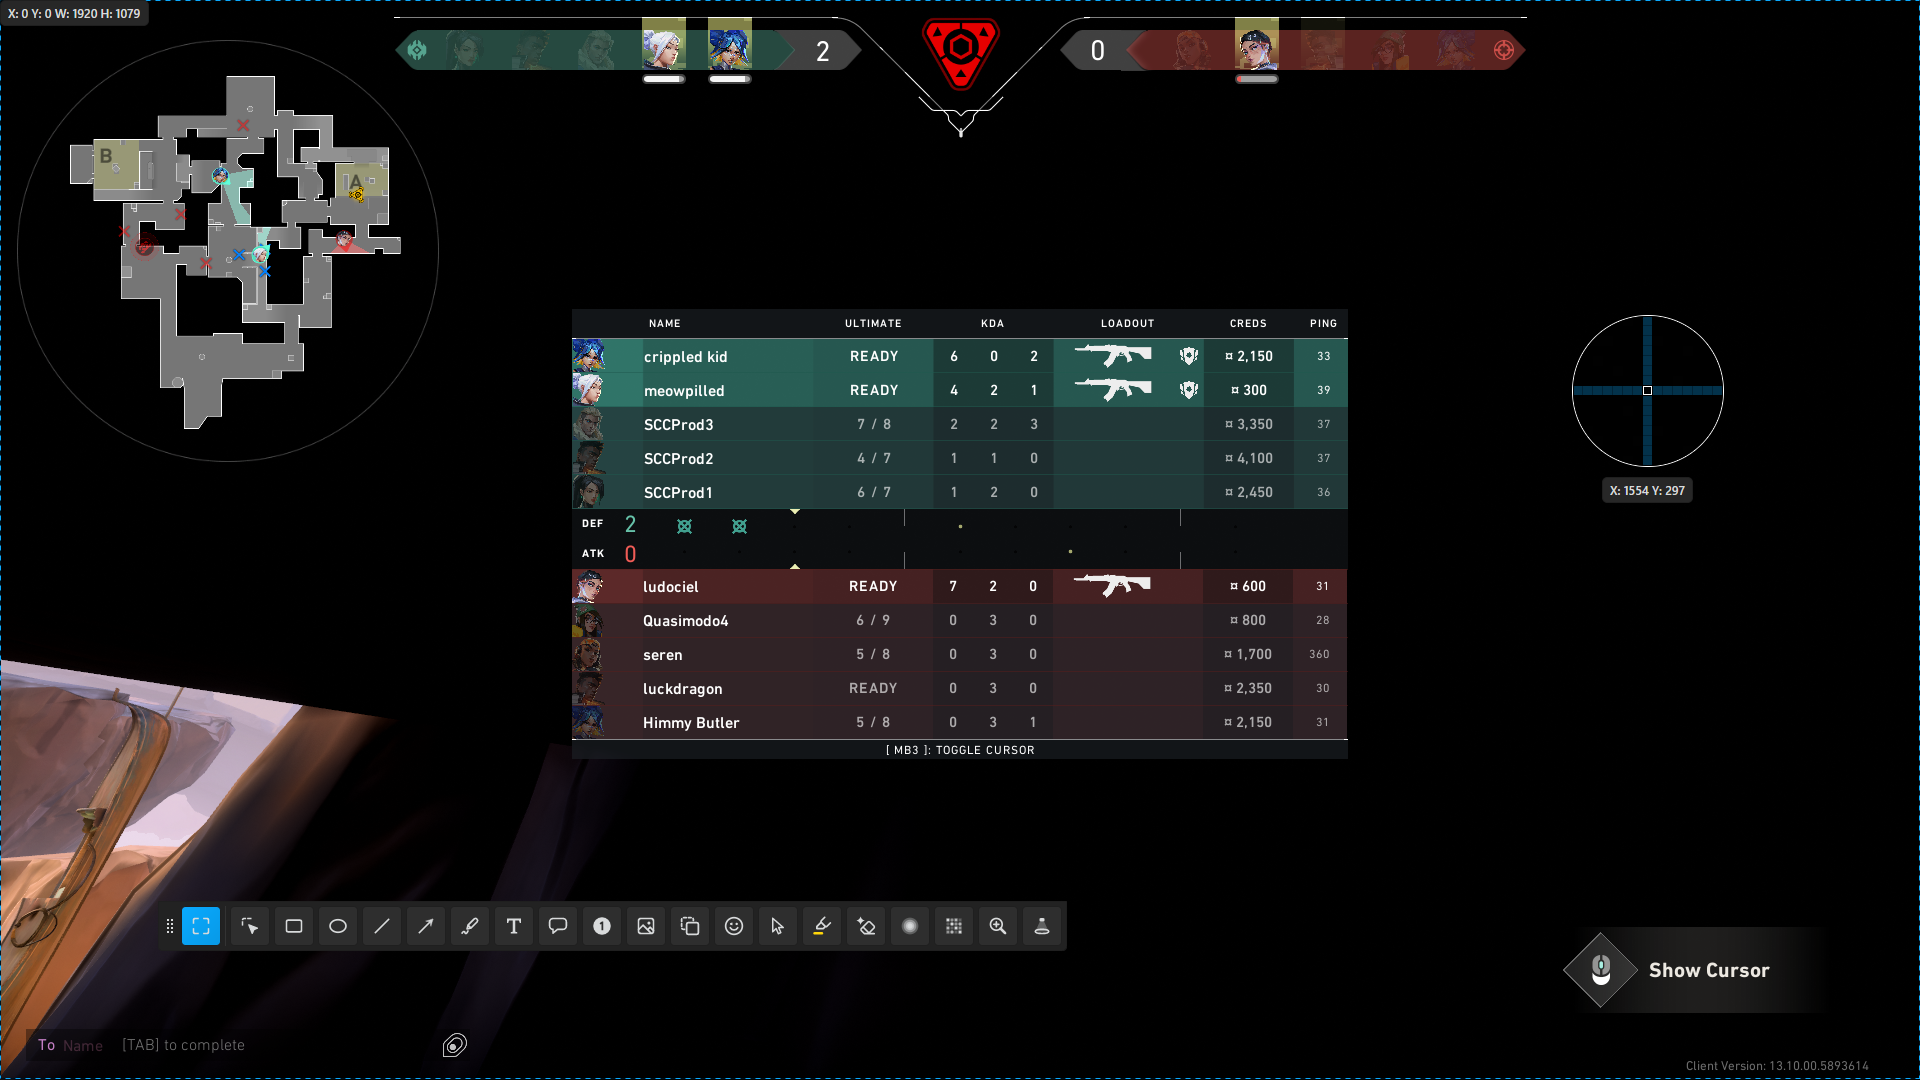 X: 0 Y: 0 W: 1920 H: 1079
2
0
B
A
NAME ULTIMATE KDA LOADOUT CREDS PING
crippled kid READY 6 0 2 ¤ 2,150 33
meowpilled READY 4 2 1 ¤ 300 39
SCCProd3 7 / 8 2 2 3 ¤ 3,350 37
SCCProd2 4 / 7 1 1 0 ¤ 4,100 37
SCCProd1 6 / 7 1 2 0 ¤ 2,450 36
DEF 2
ATK 0
ludociel READY 7 2 0 ¤ 600 31
Quasimodo4 6 / 9 0 3 0 ¤ 800 28
seren 5 / 8 0 3 0 ¤ 1,700 360
luckdragon READY 0 3 0 ¤ 2,350 30
Himmy Butler 5 / 8 0 3 1 ¤ 2,150 31
[ MB3 ]: TOGGLE CURSOR
X: 1554 Y: 297
T
1
Show Cursor
To Name [TAB] to complete
Client Version: 13.10.00.5893614